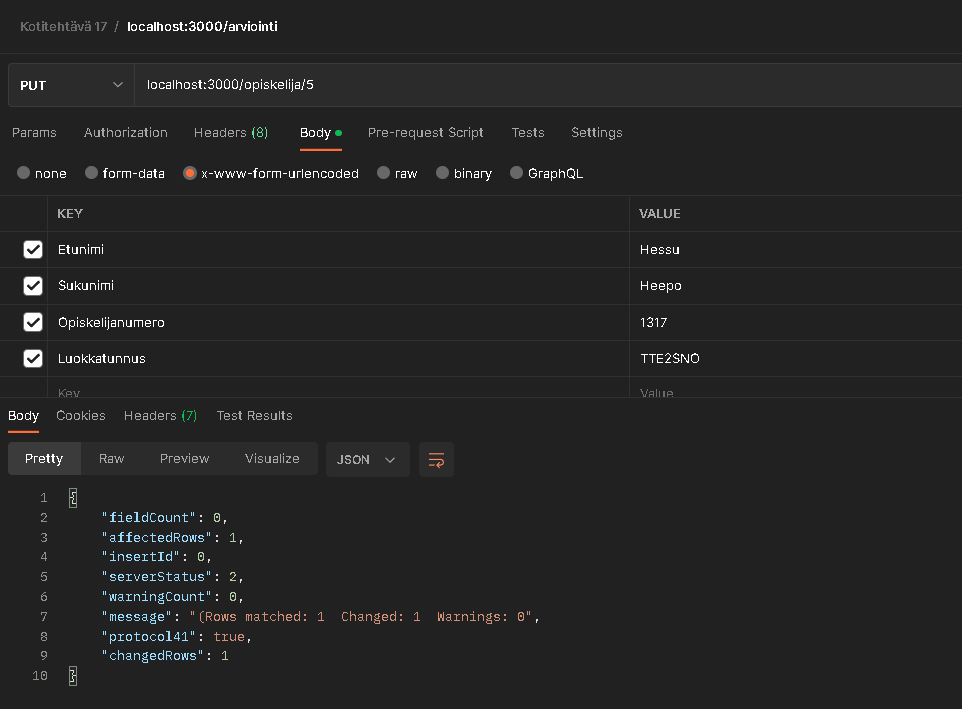 Kotitehtävä 17 / localhost:3000/arviointi
PUT localhost:3000/opiskelija/5
Params Authorization Headers (8) Body Pre-request Script Tests Settings
none form-data x-www-form-urlencoded raw binary GraphQL
KEY VALUE
Etunimi Hessu
Sukunimi Heepo
Opiskelijanumero 1317
Luokkatunnus TTE2SNO
Key Value
Body Cookies Headers (7) Test Results
Pretty Raw Preview Visualize JSON
1 {
2 "fieldCount": 0,
3 "affectedRows": 1,
4 "insertId": 0,
5 "serverStatus": 2,
6 "warningCount": 0,
7 "message": "(Rows matched: 1  Changed: 1  Warnings: 0",
8 "protocol41": true,
9 "changedRows": 1
10 }